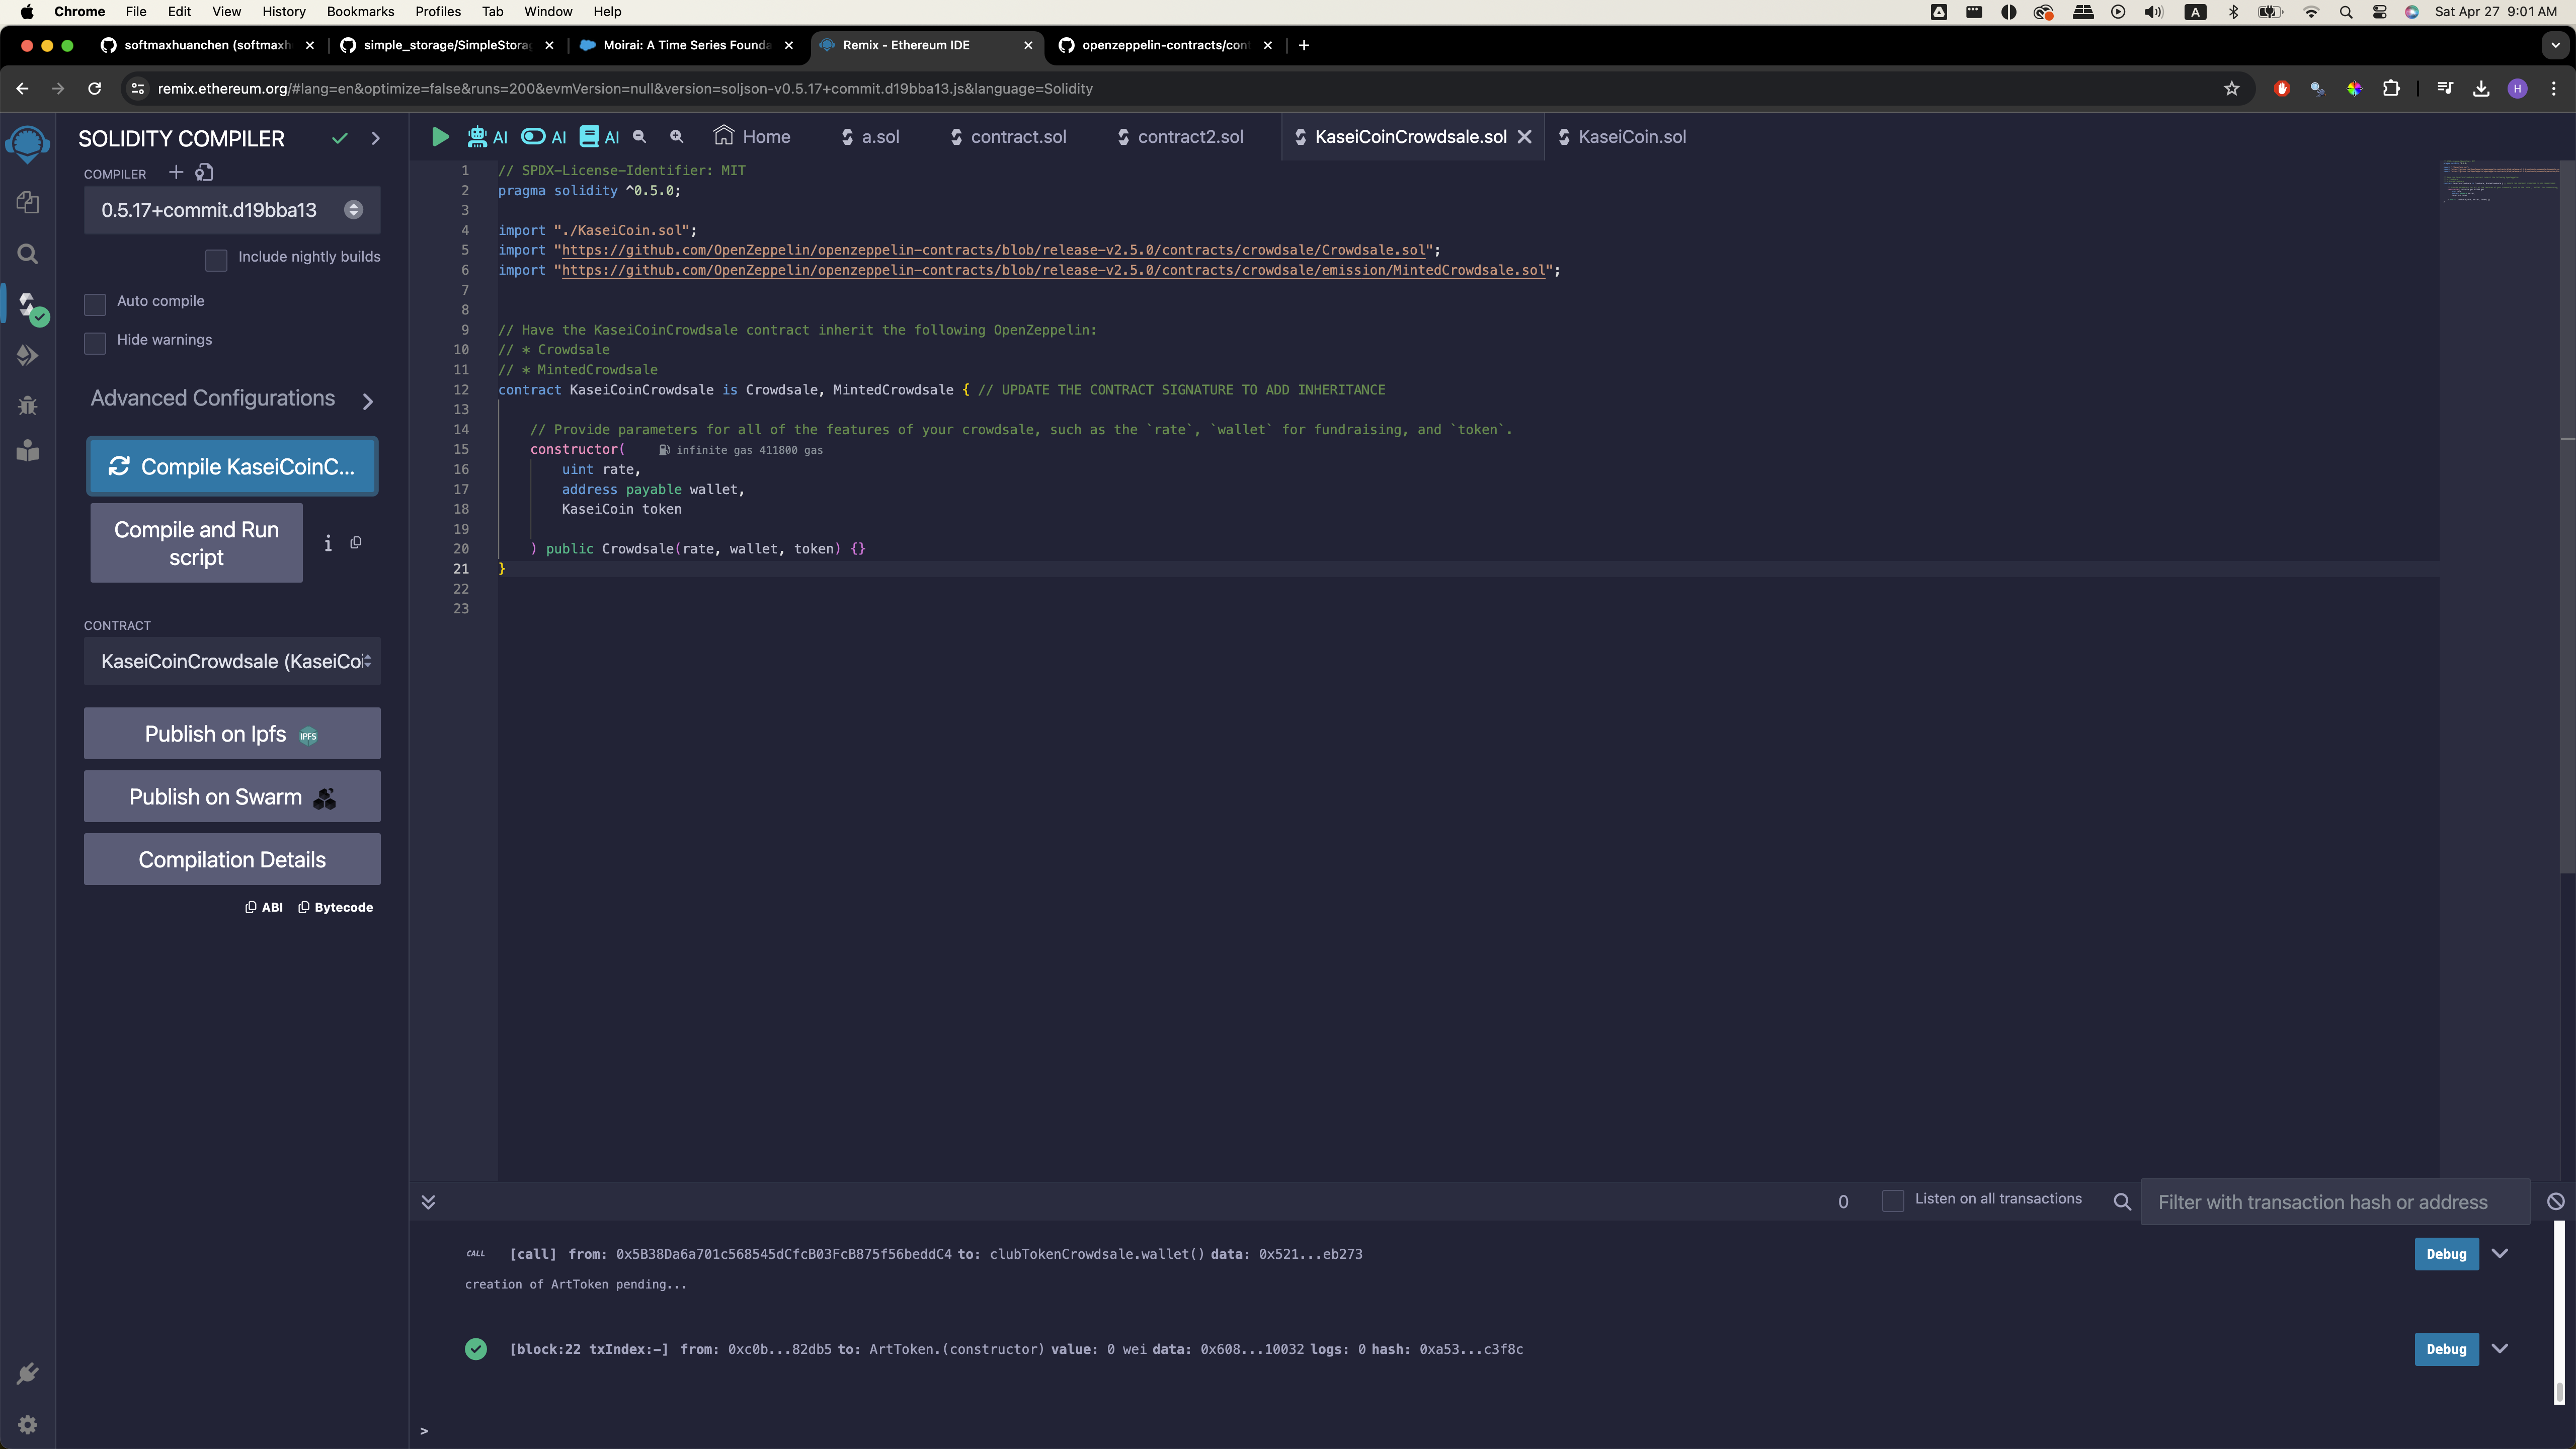 Chrome File Edit View History Bookmarks Profiles Tab Window Help A Sat Apr 27 9:01 AM
softmaxhuanchen (softmaxh simple_storage/SimpleStora Moirai: A Time Series Founda Remix - Ethereum IDE openzeppelin-contracts/con
remix.ethereum.org/#lang=en&optimize=false&runs=200&evmVersion=null&version=soljson-v0.5.17+commit.d19bba13.js&language=Solidity H
SOLIDITY COMPILER
COMPILER
0.5.17+commit.d19bba13
Include nightly builds
Auto compile
Hide warnings
Advanced Configurations
Compile KaseiCoinC...
Compile and Run
script
i
CONTRACT
KaseiCoinCrowdsale (KaseiCoi
Publish on Ipfs IPFS
Publish on Swarm
Compilation Details
ABI Bytecode
AI AI AI Home a.sol contract.sol contract2.sol KaseiCoinCrowdsale.sol KaseiCoin.sol
1 // SPDX-License-Identifier: MIT
2 pragma solidity ^0.5.0;
3
4 import "./KaseiCoin.sol";
5 import "https://github.com/OpenZeppelin/openzeppelin-contracts/blob/release-v2.5.0/contracts/crowdsale/Crowdsale.sol";
6 import "https://github.com/OpenZeppelin/openzeppelin-contracts/blob/release-v2.5.0/contracts/crowdsale/emission/MintedCrowdsale.sol";
7
8
9 // Have the KaseiCoinCrowdsale contract inherit the following OpenZeppelin:
10 // * Crowdsale
11 // * MintedCrowdsale
12 contract KaseiCoinCrowdsale is Crowdsale, MintedCrowdsale { // UPDATE THE CONTRACT SIGNATURE TO ADD INHERITANCE
13
14 // Provide parameters for all of the features of your crowdsale, such as the `rate`, `wallet` for fundraising, and `token`.
15 constructor( infinite gas 411800 gas
16 uint rate,
17 address payable wallet,
18 KaseiCoin token
19
20 ) public Crowdsale(rate, wallet, token) {}
21 }
22
23
0 Listen on all transactions Filter with transaction hash or address
CALL [call] from: 0x5B38Da6a701c568545dCfcB03FcB875f56beddC4 to: clubTokenCrowdsale.wallet() data: 0x521...eb273 Debug
creation of ArtToken pending...
[block:22 txIndex:-] from: 0xc0b...82db5 to: ArtToken.(constructor) value: 0 wei data: 0x608...10032 logs: 0 hash: 0xa53...c3f8c Debug
>